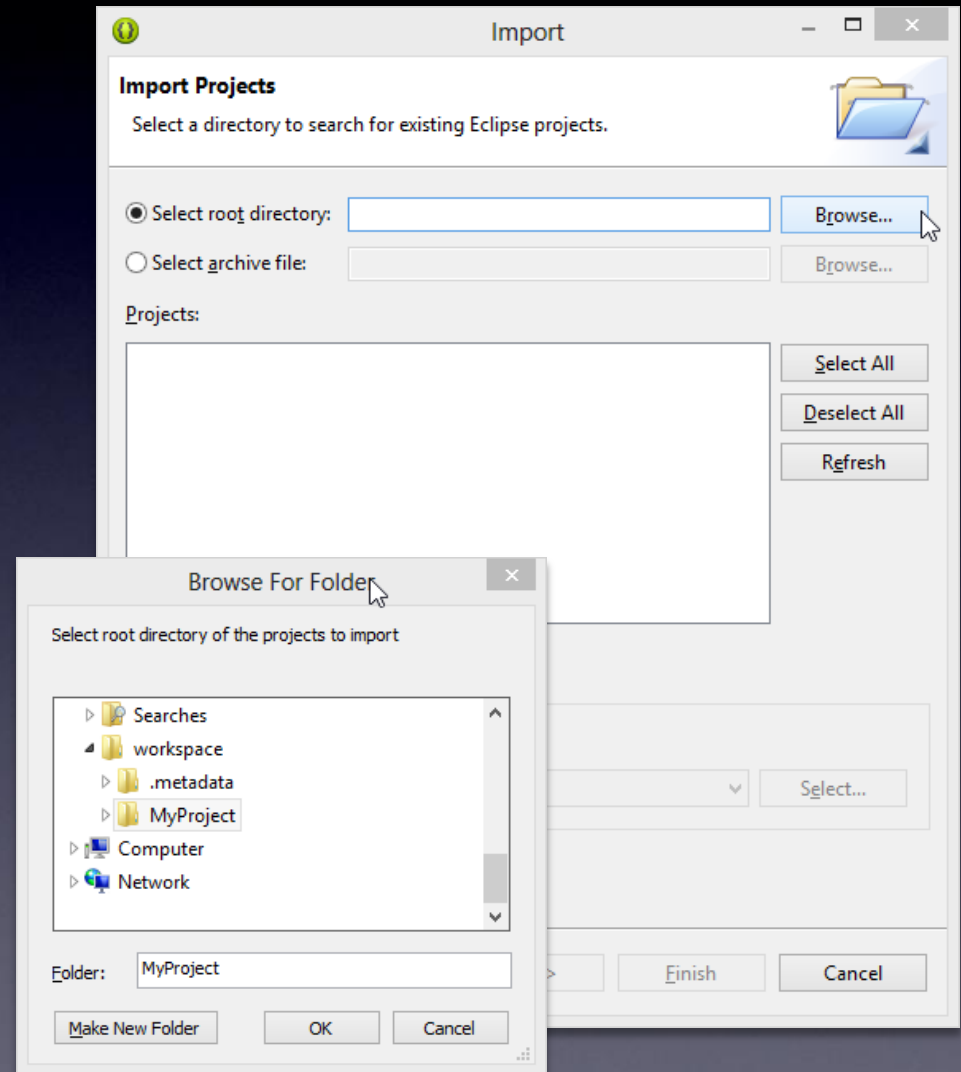 Import
Import Projects
Select a directory to search for existing Eclipse projects.
Select root directory:
Browse...
Select archive file:
Browse...
Projects:
Select All
Deselect All
Refresh
Browse For Folder
Select root directory of the projects to import
Searches
workspace
.metadata
MyProject
Computer
Network
Select...
Folder: MyProject
Make New Folder OK Cancel
> Finish Cancel